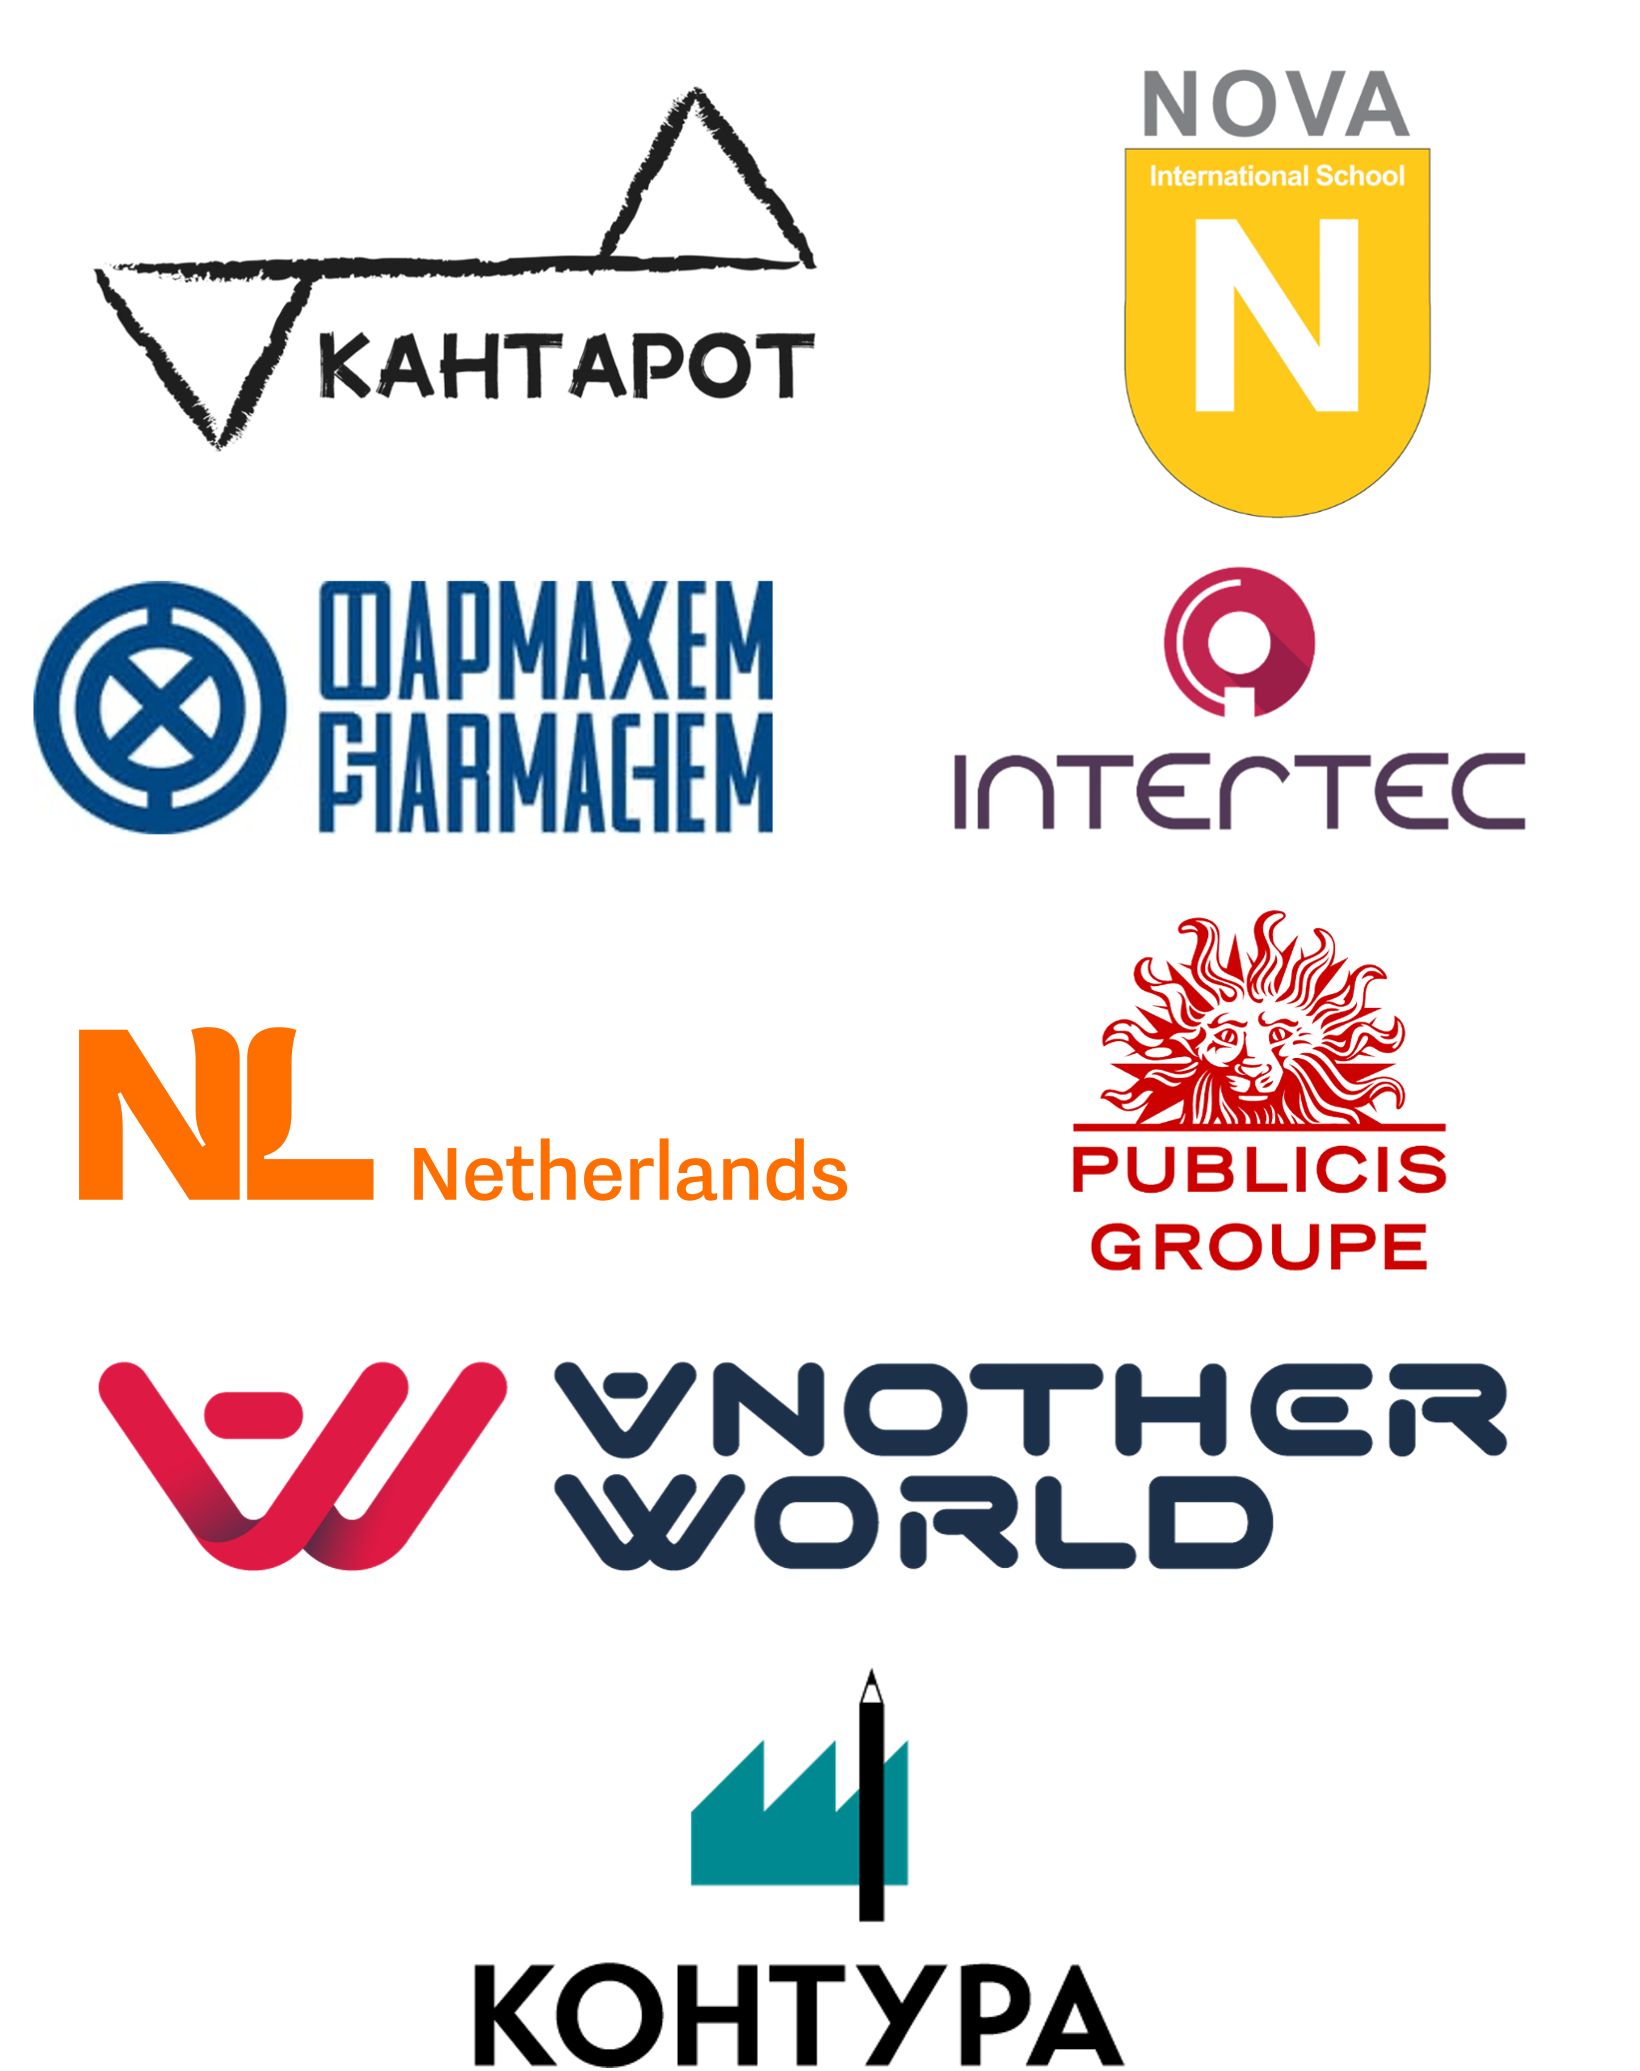 КАНТАРОТ
NOVA
International School
N
ФАРМАХЕМ
PHARMACHEM
INTERTEC
NL Netherlands
PUBLICIS
GROUPE
ANOTHER
WORLD
КОНТУРА